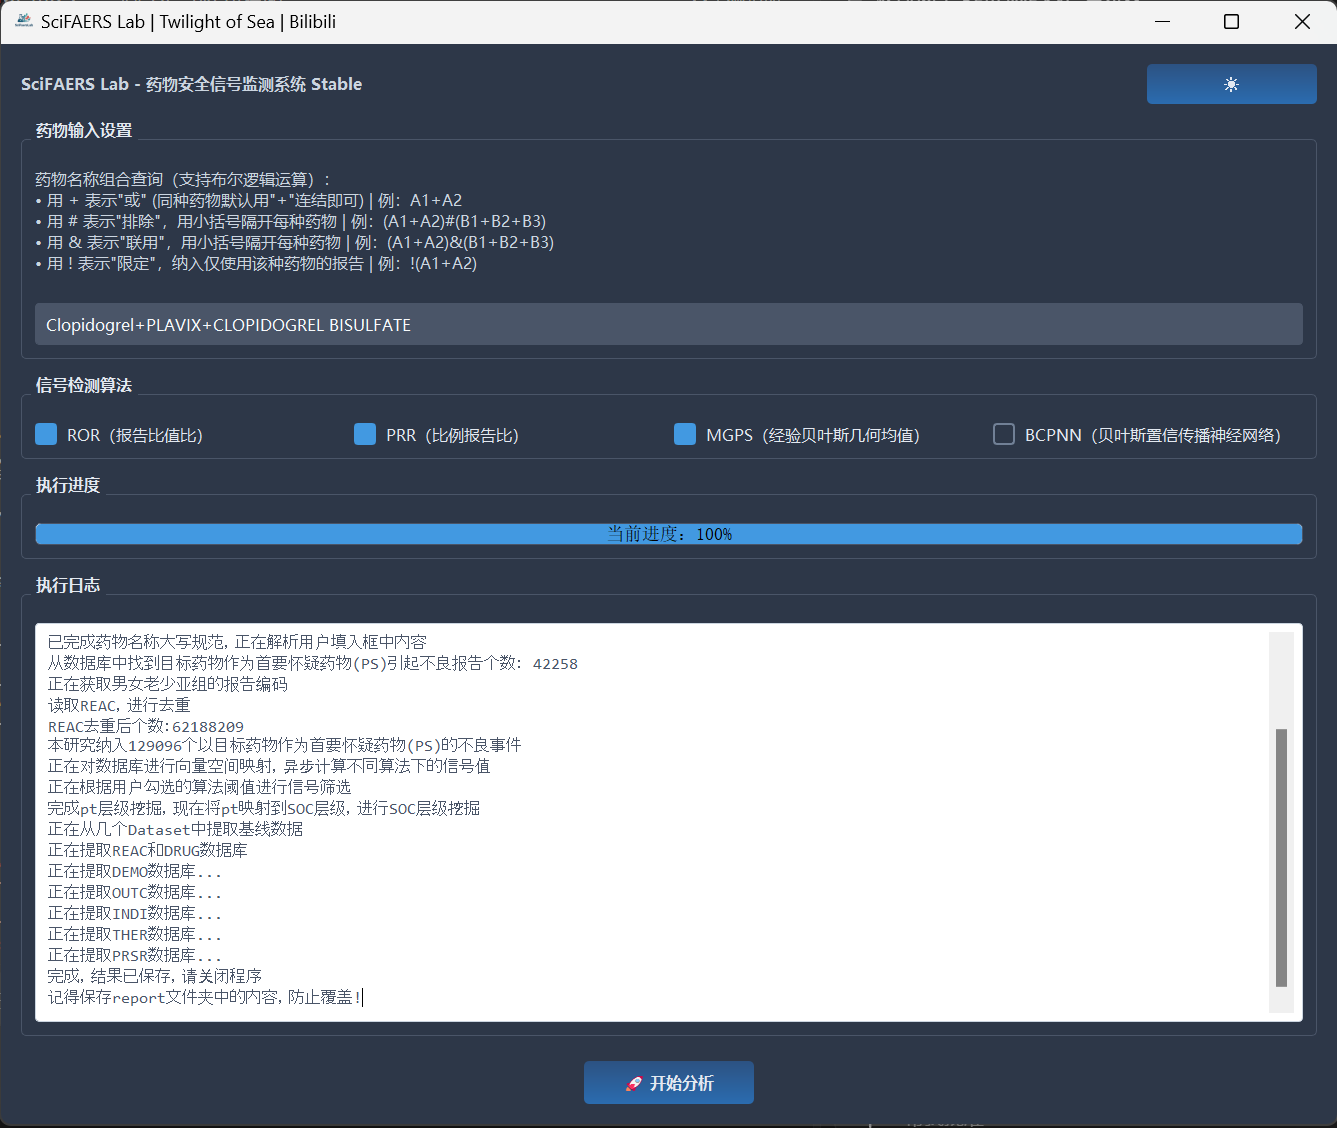 SciFAERS Lab | Twilight of Sea | Bilibili
SciFAERS Lab - 药物安全信号监测系统 Stable
药物输入设置
药物名称组合查询（支持布尔逻辑运算）:
• 用 + 表示"或" (同种药物默认用"+"连结即可) | 例：A1+A2
• 用 # 表示"排除"，用小括号隔开每种药物 | 例：(A1+A2)#(B1+B2+B3)
• 用 & 表示"联用"，用小括号隔开每种药物 | 例：(A1+A2)&(B1+B2+B3)
• 用 ! 表示"限定"，纳入仅使用该种药物的报告 | 例：!(A1+A2)
Clopidogrel+PLAVIX+CLOPIDOGREL BISULFATE
信号检测算法
ROR（报告比值比） PRR（比例报告比） MGPS（经验贝叶斯几何均值） BCPNN（贝叶斯置信传播神经网络）
执行进度
当前进度：100%
执行日志
已完成药物名称大写规范，正在解析用户填入框中内容
从数据库中找到目标药物作为首要怀疑药物(PS)引起不良报告个数: 42258
正在获取男女老少亚组的报告编码
读取REAC，进行去重
REAC去重后个数:62188209
本研究纳入129096个以目标药物作为首要怀疑药物(PS)的不良事件
正在对数据库进行向量空间映射，异步计算不同算法下的信号值
正在根据用户勾选的算法阈值进行信号筛选
完成pt层级挖掘，现在将pt映射到SOC层级，进行SOC层级挖掘
正在从几个Dataset中提取基线数据
正在提取REAC和DRUG数据库
正在提取DEMO数据库...
正在提取OUTC数据库...
正在提取INDI数据库...
正在提取THER数据库...
正在提取PRSR数据库...
完成，结果已保存，请关闭程序
记得保存report文件夹中的内容，防止覆盖!
开始分析